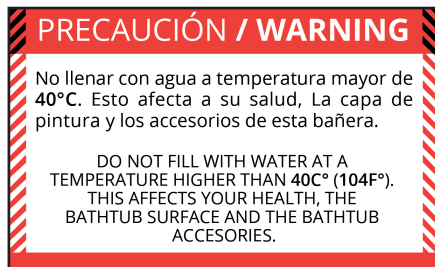 PRECAUCIÓN / WARNING
No llenar con agua a temperatura mayor de
40°C. Esto afecta a su salud, La capa de
pintura y los accesorios de esta bañera.
DO NOT FILL WITH WATER AT A
TEMPERATURE HIGHER THAN 40C° (104F°).
THIS AFFECTS YOUR HEALTH, THE
BATHTUB SURFACE AND THE BATHTUB
ACCESORIES.